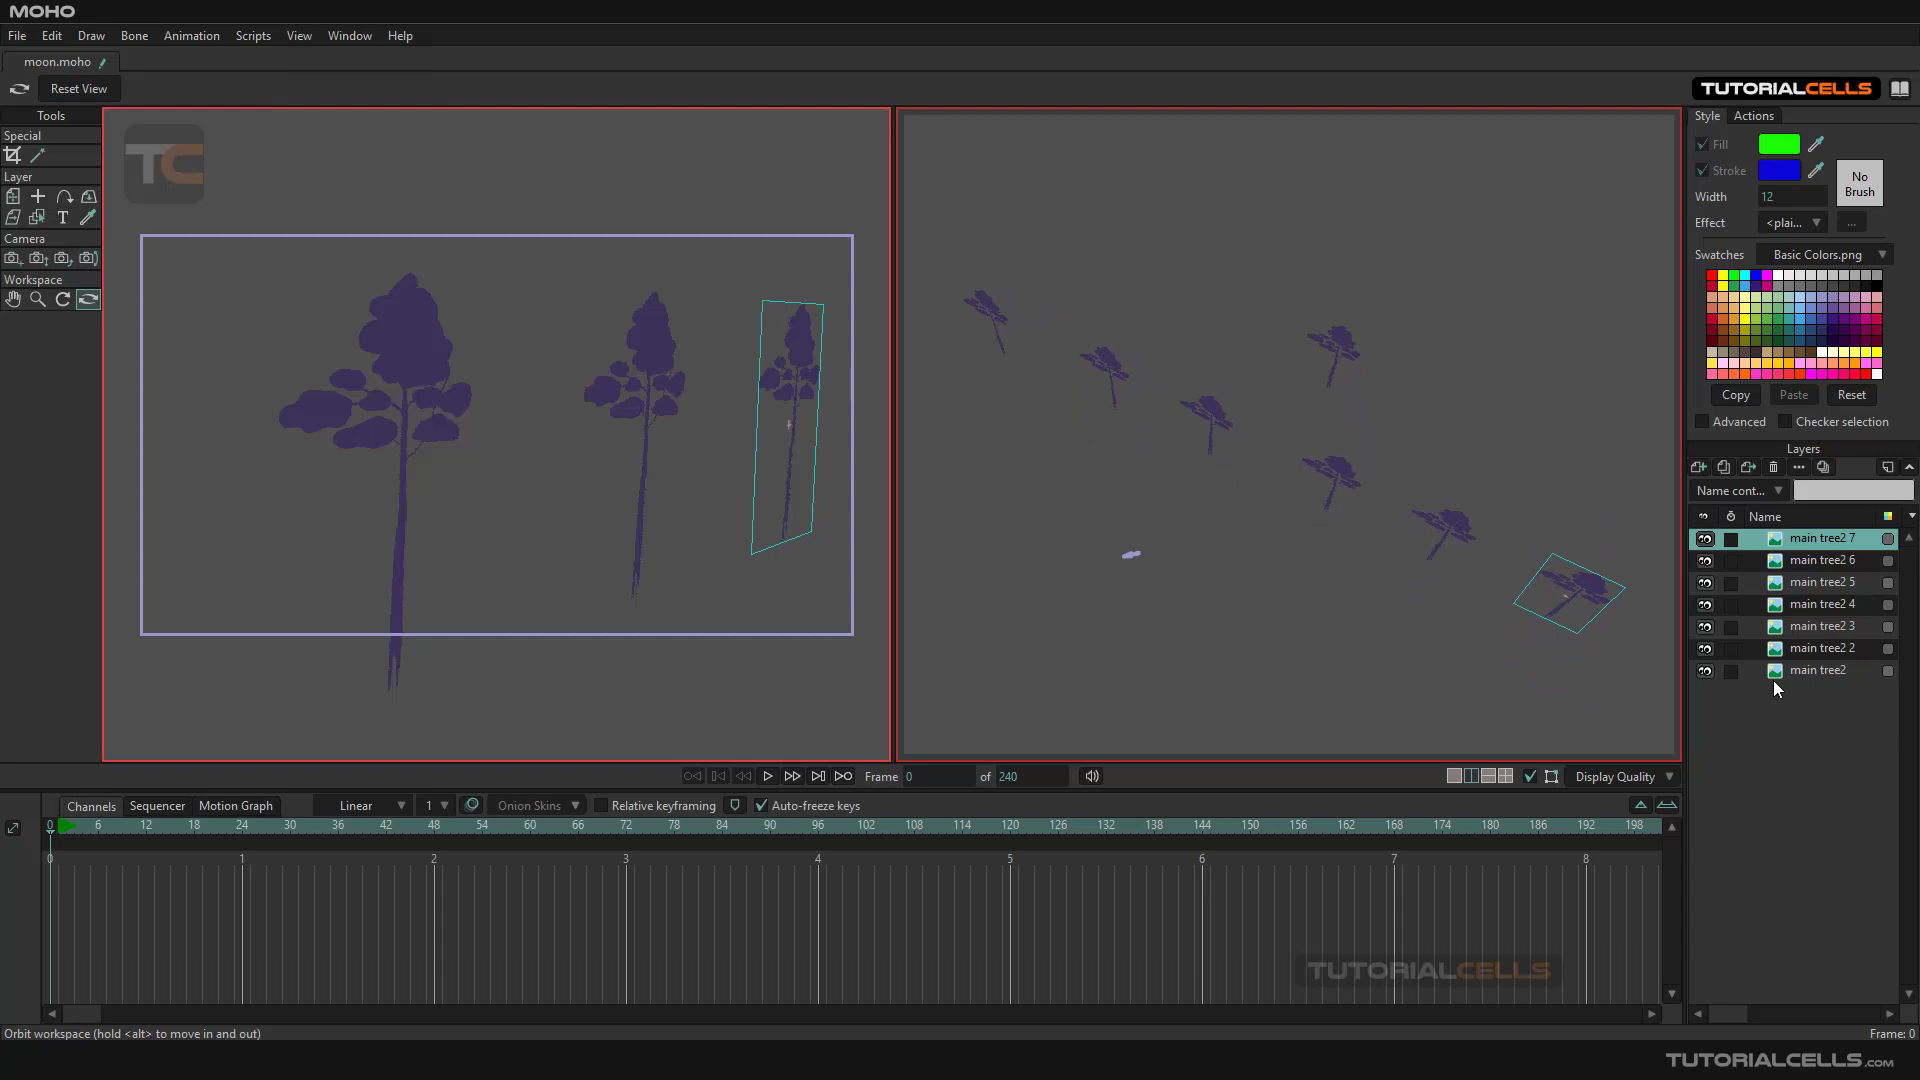 MOHO
File Edit Draw Bone Animation Scripts View Window Help
moon.moho
Reset View
TUTORIALCELLS
Tools
Special
Layer
T
Camera
Workspace
TC
Style Actions
Fill
Stroke
No Brush
Width 12
Effect <plai... ...
Swatches Basic Colors.png
Copy Paste Reset
Advanced Checker selection
Layers
Name cont...
Name
main tree2 7
main tree2 6
main tree2 5
main tree2 4
main tree2 3
main tree2 2
main tree2
Frame 0 of 240
Display Quality
Channels Sequencer Motion Graph Linear 1 Onion Skins Relative keyframing Auto-freeze keys
0 6 12 18 24 30 36 42 48 54 60 66 72 78 84 90 96 102 108 114 120 126 132 138 144 150 156 162 168 174 180 186 192 198
0 1 2 3 4 5 6 7 8
TUTORIALCELLS
Orbit workspace (hold <alt> to move in and out)
Frame: 0
TUTORIALCELLS.COM